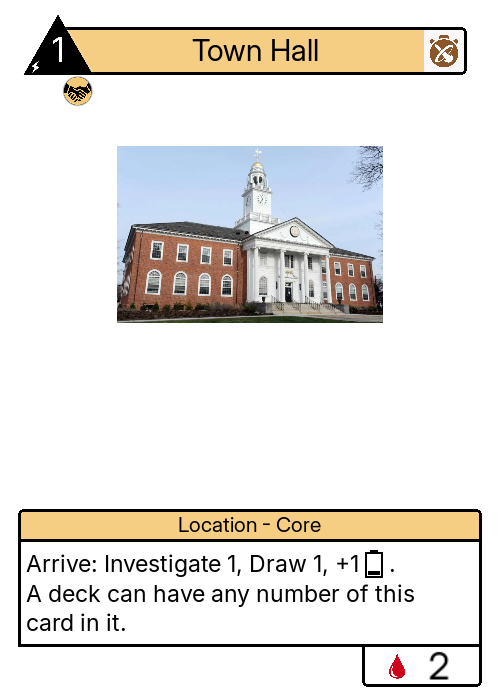 1
Town Hall
Location - Core
Arrive: Investigate 1, Draw 1, +1 .
A deck can have any number of this
card in it.
2